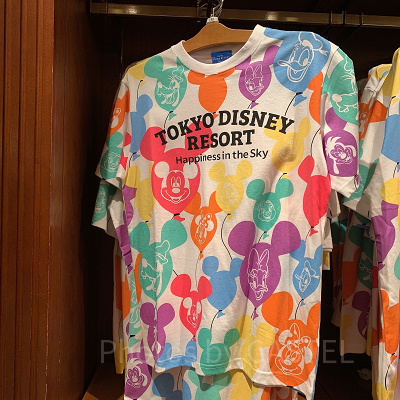 TOKYO DISNEY
RESORT
Happiness in the Sky